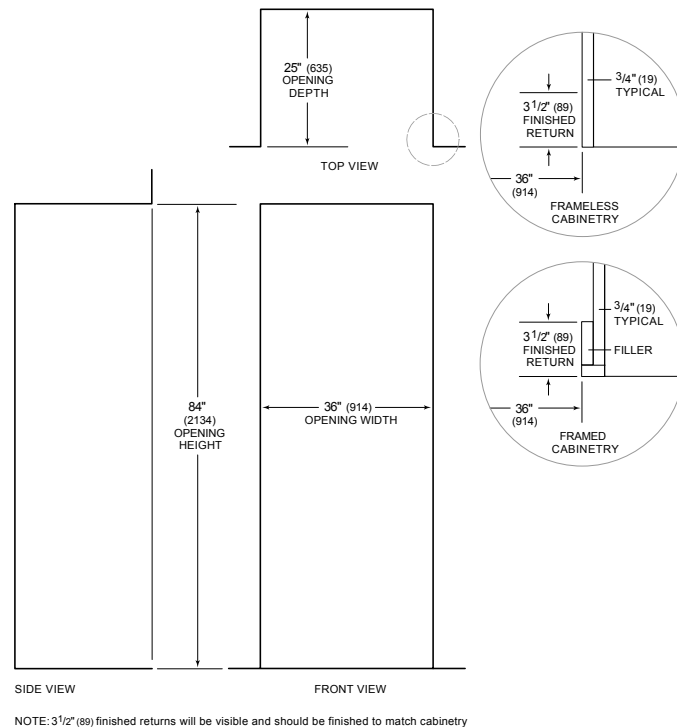 25" (635)
OPENING
DEPTH
TOP VIEW
3/4" (19)
TYPICAL
3 1/2" (89)
FINISHED
RETURN
36"
(914)
FRAMELESS
CABINETRY
3/4" (19)
TYPICAL
3 1/2" (89)
FINISHED
RETURN
FILLER
36"
(914)
FRAMED
CABINETRY
84"
(2134)
OPENING
HEIGHT
36" (914)
OPENING WIDTH
SIDE VIEW
FRONT VIEW
NOTE: 3 1/2" (89) finished returns will be visible and should be finished to match cabinetry